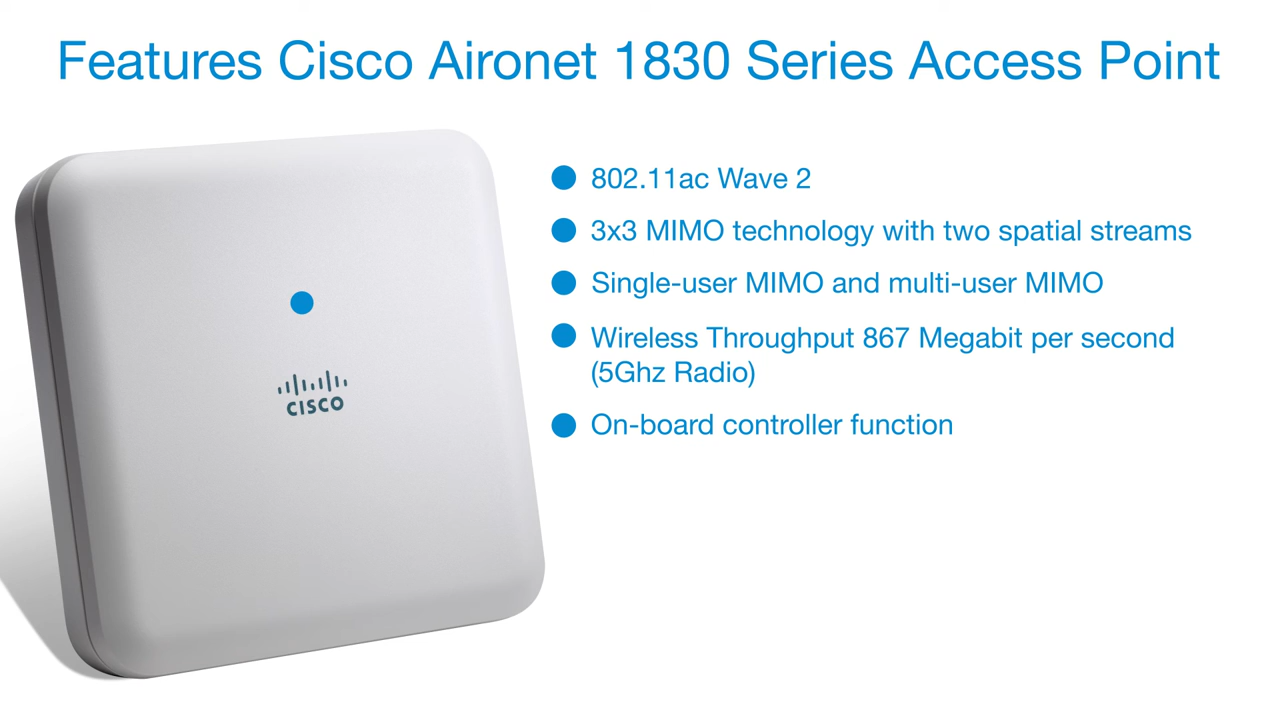 Features Cisco Aironet 1830 Series Access Point
802.11ac Wave 2
3x3 MIMO technology with two spatial streams
Single-user MIMO and multi-user MIMO
Wireless Throughput 867 Megabit per second
(5Ghz Radio)
On-board controller function
CISCO